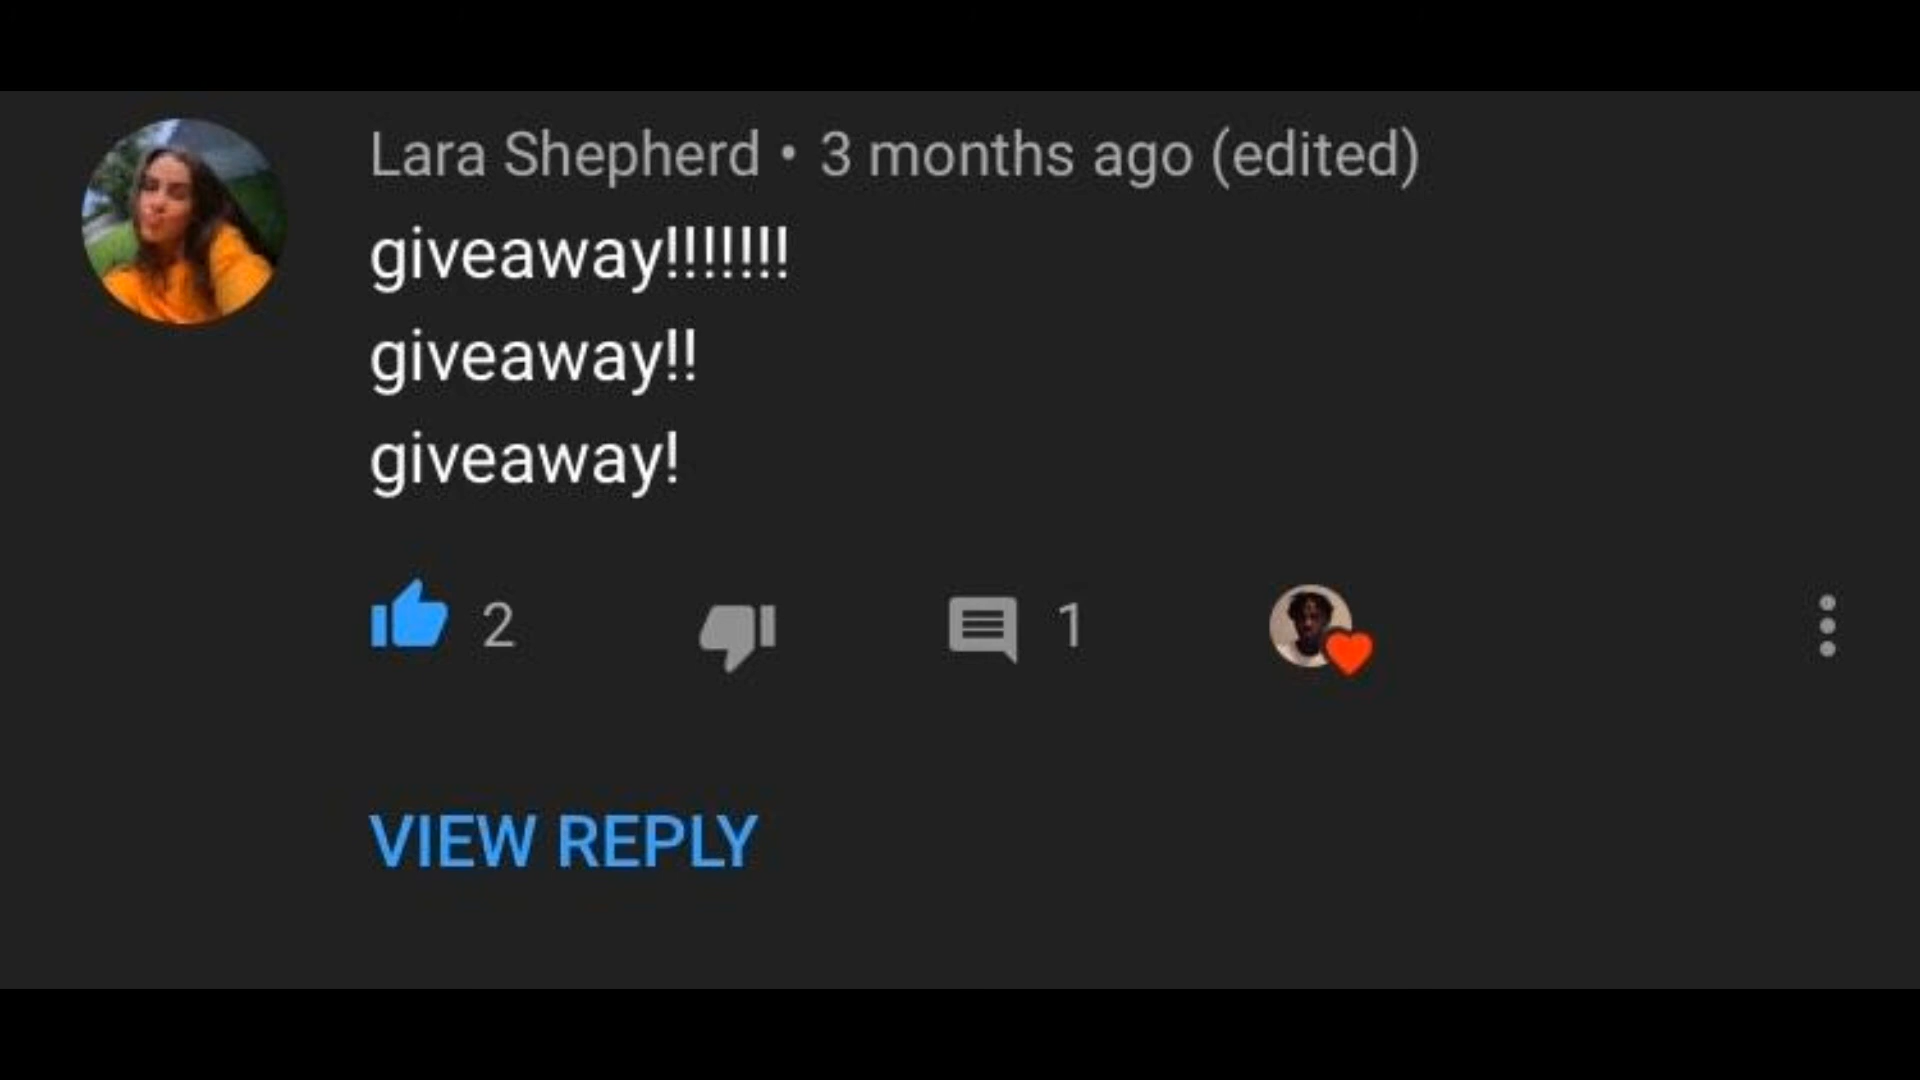 Lara Shepherd • 3 months ago (edited)
giveaway!!!!!!!
giveaway!!
giveaway!
2
1
VIEW REPLY